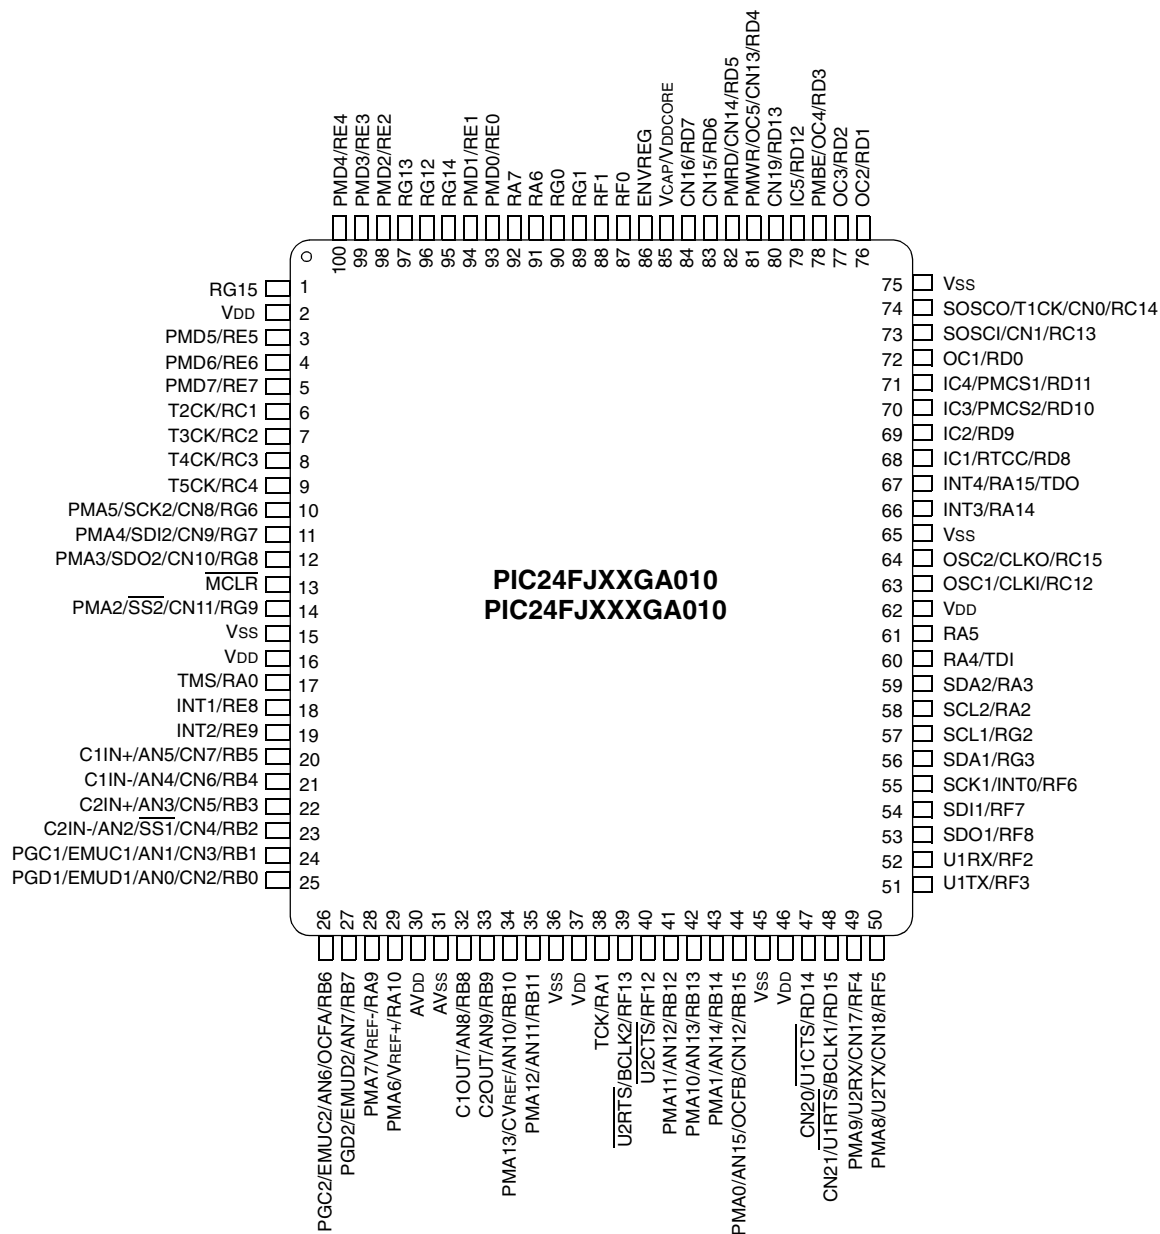 PMD4/RE4
PMD3/RE3
PMD2/RE2
RG13
RG12
RG14
PMD1/RE1
PMD0/RE0
RA7
RA6
RG0
RG1
RF1
RF0
ENVREG
VCAP/VDDCORE
CN16/RD7
CN15/RD6
PMRD/CN14/RD5
PMWR/OC5/CN13/RD4
CN19/RD13
IC5/RD12
PMBE/OC4/RD3
OC3/RD2
OC2/RD1
100
99
98
97
96
95
94
93
92
91
90
89
88
87
86
85
84
83
82
81
80
79
78
77
76
RG15 1
VDD 2
PMD5/RE5 3
PMD6/RE6 4
PMD7/RE7 5
T2CK/RC1 6
T3CK/RC2 7
T4CK/RC3 8
T5CK/RC4 9
PMA5/SCK2/CN8/RG6 10
PMA4/SDI2/CN9/RG7 11
PMA3/SDO2/CN10/RG8 12
MCLR 13
PMA2/SS2/CN11/RG9 14
VSS 15
VDD 16
TMS/RA0 17
INT1/RE8 18
INT2/RE9 19
C1IN+/AN5/CN7/RB5 20
C1IN-/AN4/CN6/RB4 21
C2IN+/AN3/CN5/RB3 22
C2IN-/AN2/SS1/CN4/RB2 23
PGC1/EMUC1/AN1/CN3/RB1 24
PGD1/EMUD1/AN0/CN2/RB0 25
PIC24FJXXGA010
PIC24FJXXXGA010
75 VSS
74 SOSCO/T1CK/CN0/RC14
73 SOSCI/CN1/RC13
72 OC1/RD0
71 IC4/PMCS1/RD11
70 IC3/PMCS2/RD10
69 IC2/RD9
68 IC1/RTCC/RD8
67 INT4/RA15/TDO
66 INT3/RA14
65 VSS
64 OSC2/CLKO/RC15
63 OSC1/CLKI/RC12
62 VDD
61 RA5
60 RA4/TDI
59 SDA2/RA3
58 SCL2/RA2
57 SCL1/RG2
56 SDA1/RG3
55 SCK1/INT0/RF6
54 SDI1/RF7
53 SDO1/RF8
52 U1RX/RF2
51 U1TX/RF3
26
27
28
29
30
31
32
33
34
35
36
37
38
39
40
41
42
43
44
45
46
47
48
49
50
PGC2/EMUC2/AN6/OCFA/RB6
PGD2/EMUD2/AN7/RB7
PMA7/VREF-/RA9
PMA6/VREF+/RA10
AVDD
AVSS
C1OUT/AN8/RB8
C2OUT/AN9/RB9
PMA13/CVREF/AN10/RB10
PMA12/AN11/RB11
VSS
VDD
TCK/RA1
U2RTS/BCLK2/RF13
U2CTS/RF12
PMA11/AN12/RB12
PMA10/AN13/RB13
PMA1/AN14/RB14
PMA0/AN15/OCFB/CN12/RB15
VSS
VDD
CN20/U1CTS/RD14
CN21/U1RTS/BCLK1/RD15
PMA9/U2RX/CN17/RF4
PMA8/U2TX/CN18/RF5